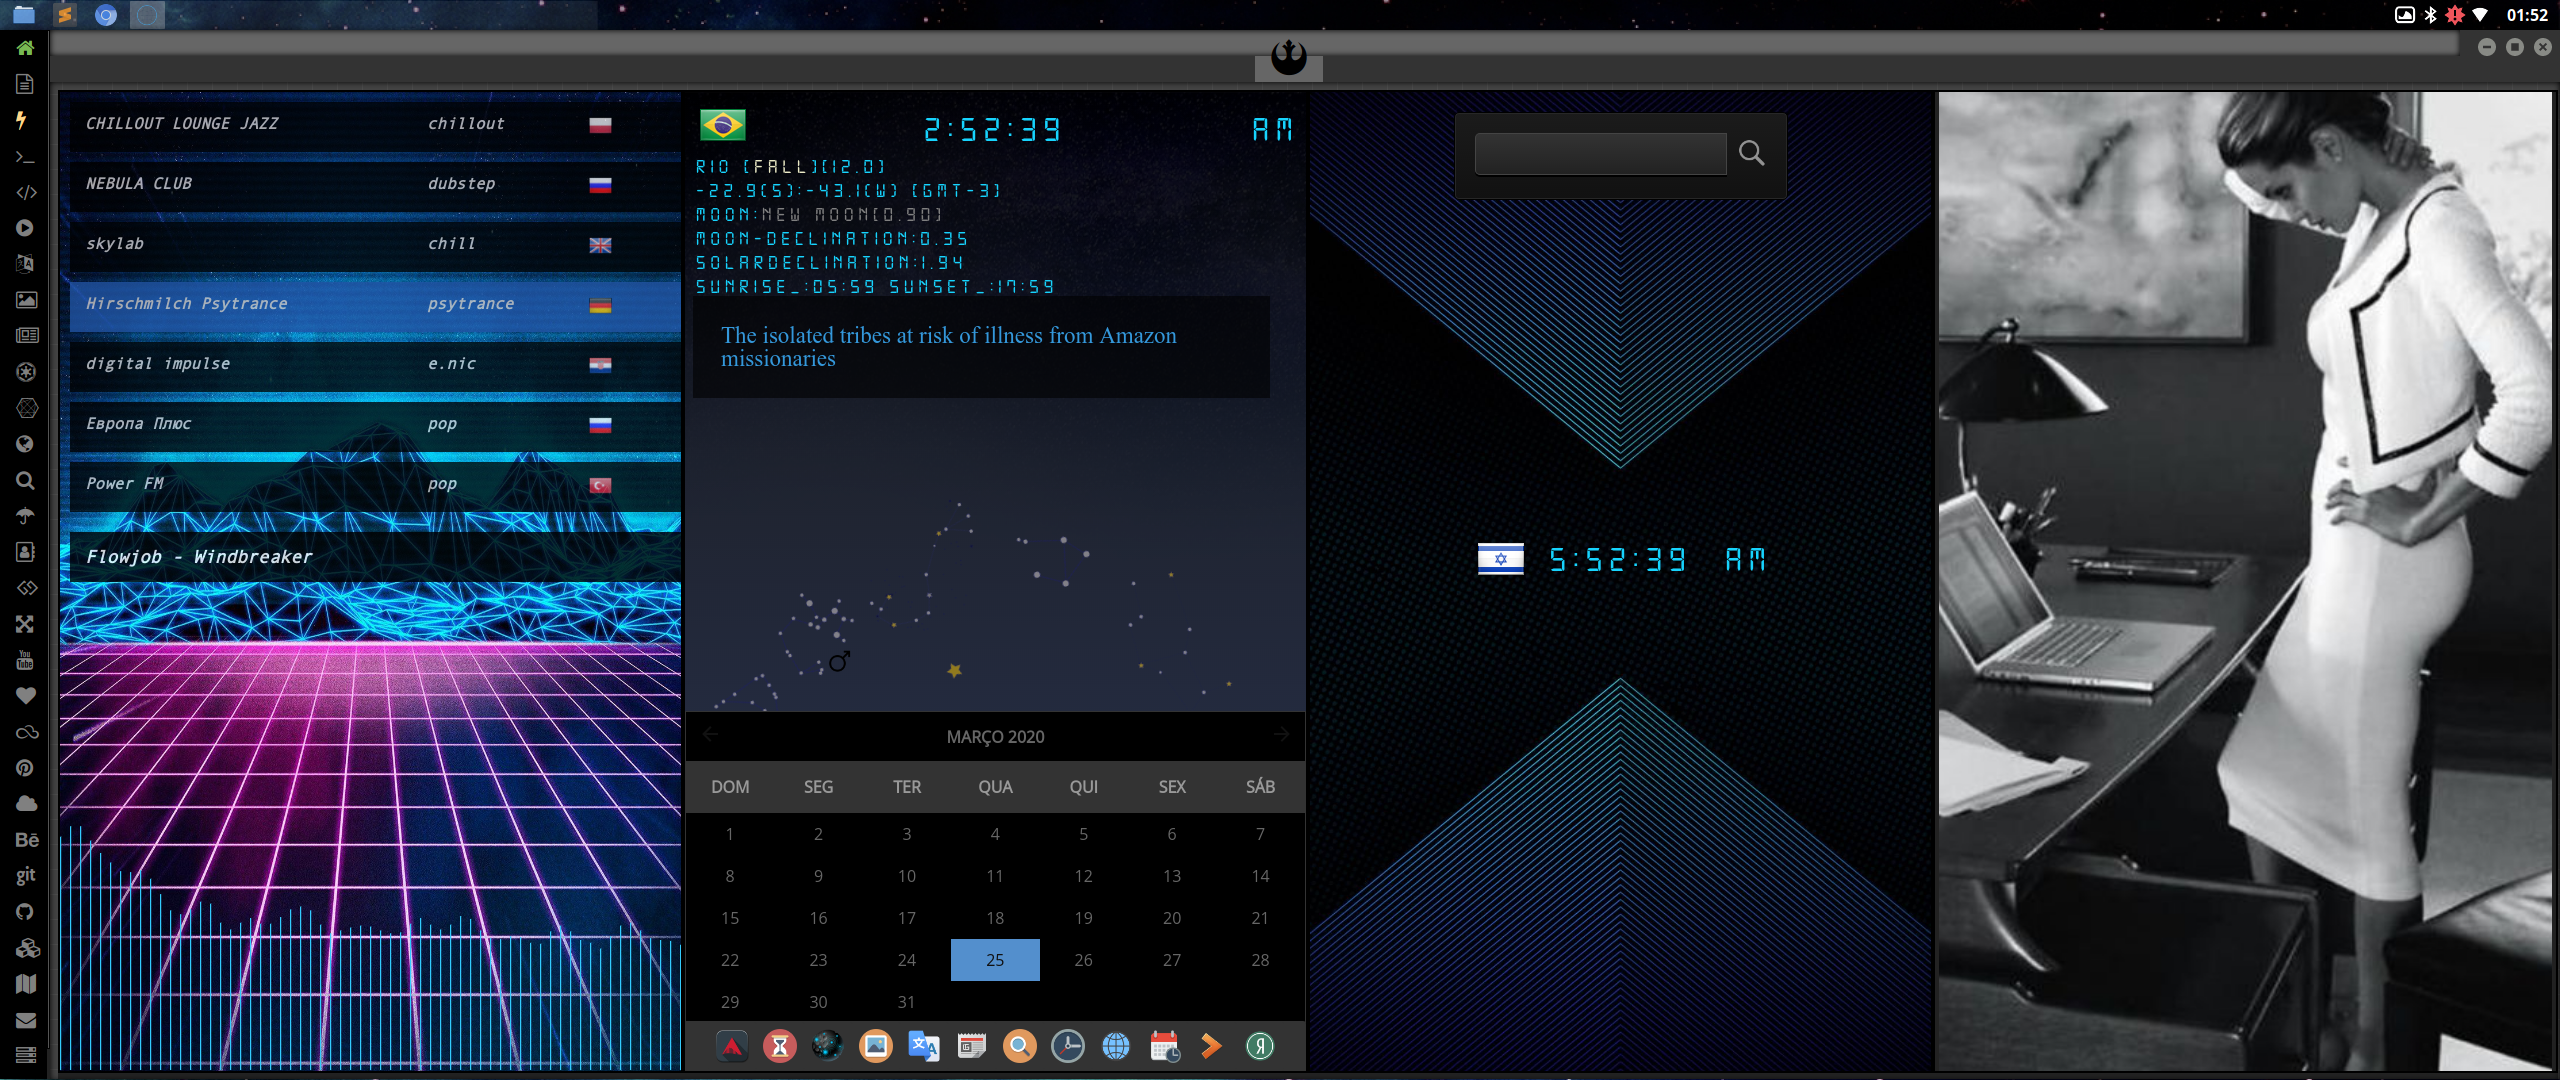 01:52
CHILLOUT LOUNGE JAZZ chillout
NEBULA CLUB dubstep
skylab chill
Hirschmilch Psytrance psytrance
digital impulse e.nic
Европа Плюс pop
Power FM pop
Flowjob - Windbreaker
You Tube
Bē
git
2:52:39 AM
RIO [FALL][12.0]
-22.9(S):-43.1(W) [GMT-3]
MOON:NEW MOON[0.90]
MOON-DECLINATION:0.35
SOLARDECLINATION:1.94
SUNRISE_:05:59 SUNSET_:17:59
The isolated tribes at risk of illness from Amazon
missionaries
MARÇO 2020
DOM SEG TER QUA QUI SEX SÁB
1 2 3 4 5 6 7
8 9 10 11 12 13 14
15 16 17 18 19 20 21
22 23 24 25 26 27 28
29 30 31
5:52:39 AM